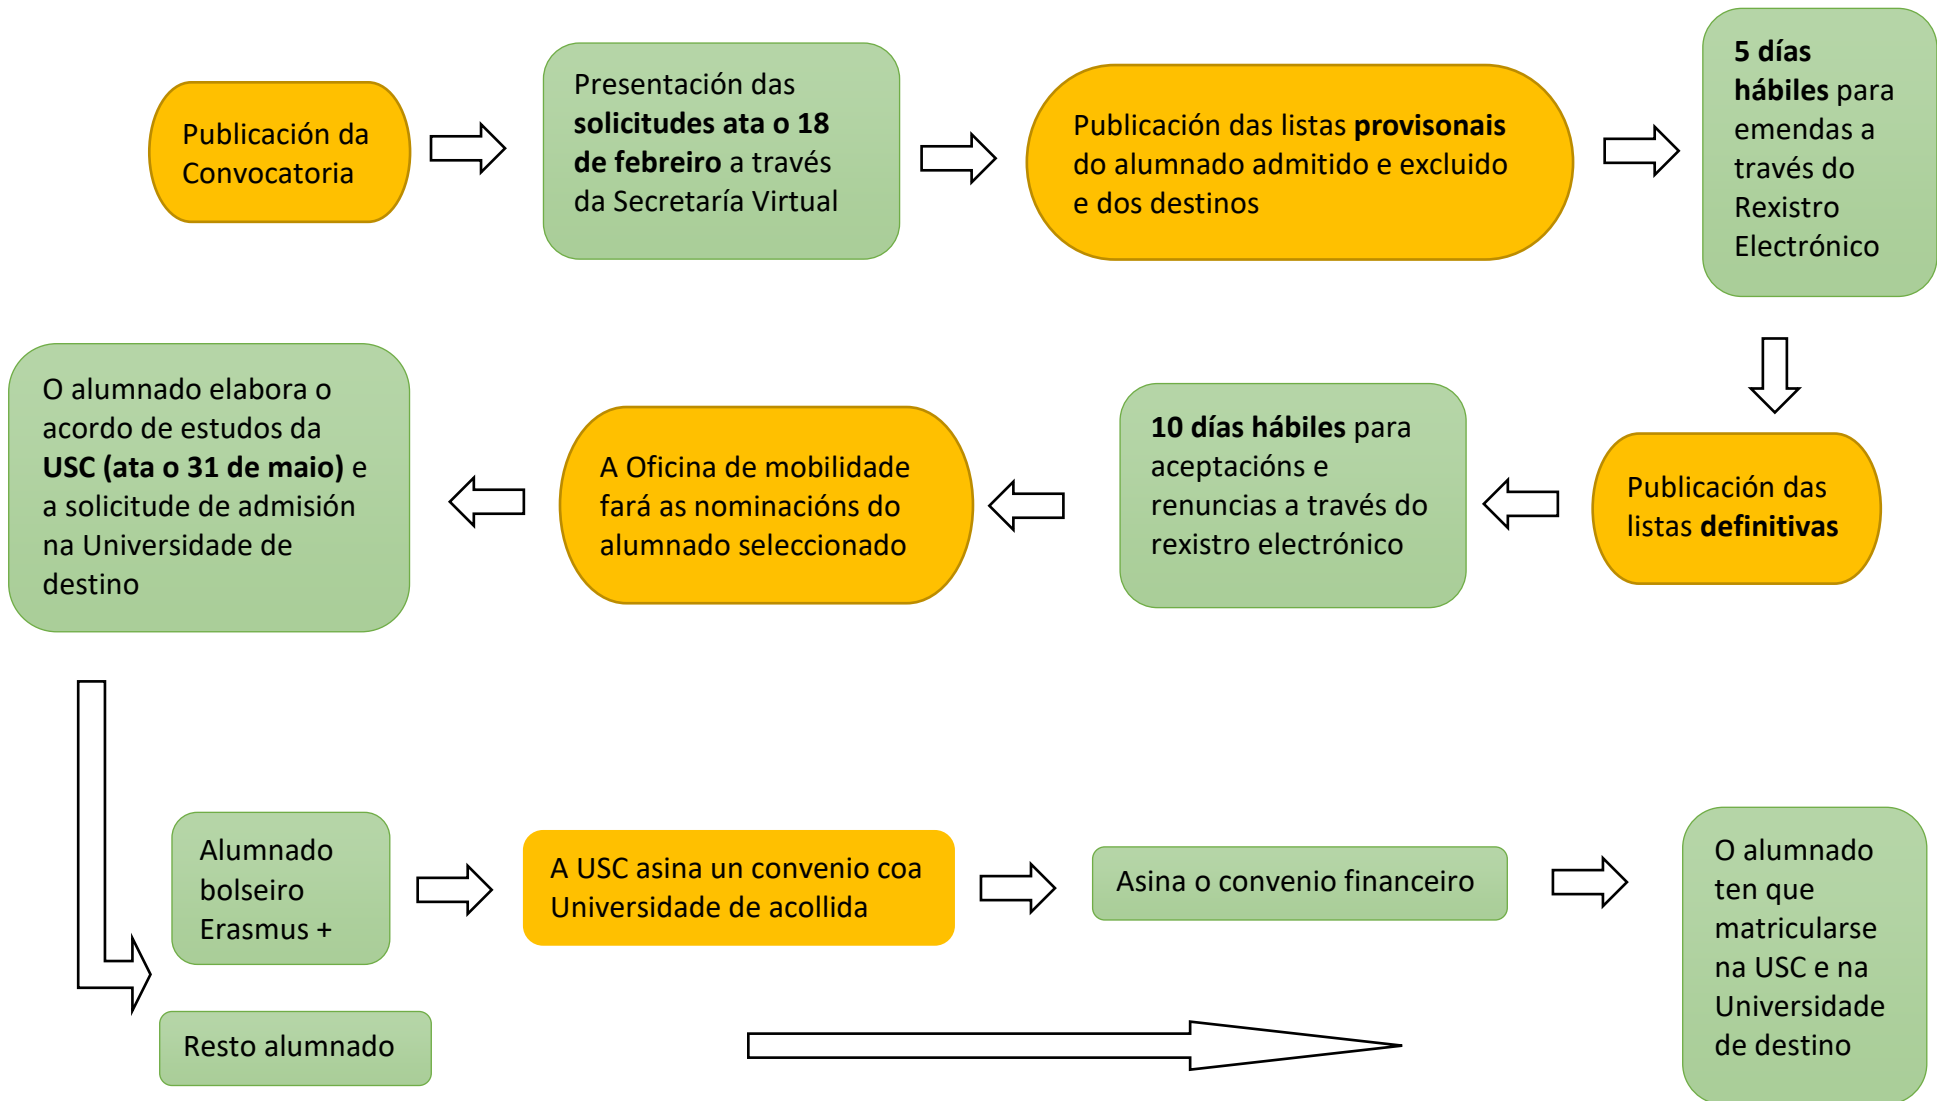 Publicación da
Convocatoria
Presentación das
solicitudes ata o 18
de febreiro a través
da Secretaría Virtual
Publicación das listas provisonais
do alumnado admitido e excluido
e dos destinos
5 días
hábiles para
emendas a
través do
Rexistro
Electrónico
Publicación das
listas definitivas
10 días hábiles para
aceptacións e
renuncias a través do
rexistro electrónico
A Oficina de mobilidade
fará as nominacións do
alumnado seleccionado
O alumnado elabora o
acordo de estudos da
USC (ata o 31 de maio) e
a solicitude de admisión
na Universidade de
destino
Alumnado
bolseiro
Erasmus +
A USC asina un convenio coa
Universidade de acollida
Asina o convenio financeiro
O alumnado
ten que
matricularse
na USC e na
Universidade
de destino
Resto alumnado